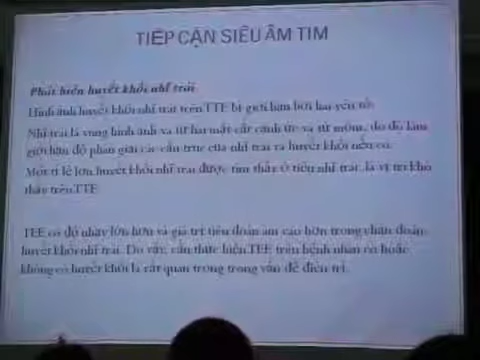 TIẾP CẬN SIÊU ÂM TIM
Phát hiện huyết khối nhĩ trái
Hình ảnh huyết khối nhĩ trái trên TTE bị giới hạn bởi hai yếu tố:
Nhĩ trái là vùng hình ảnh và từ hai mặt cắt cạnh ức và từ mỏm, do đó làm
giới hạn độ phân giải các cấu trúc của nhĩ trái và huyết khối nếu có.
Một tỉ lệ lớn huyết khối nhĩ trái được tìm thấy ở tiểu nhĩ trái, là vị trí khó
thấy trên TTE
TEE có độ nhạy lớn hơn và giá trị tiên đoán âm cao hơn trong chẩn đoán
huyết khối nhĩ trái. Do vậy, cần thực hiện TEE trên bệnh nhân có hoặc
không có huyết khối là rất quan trọng trong vấn đề điều trị.